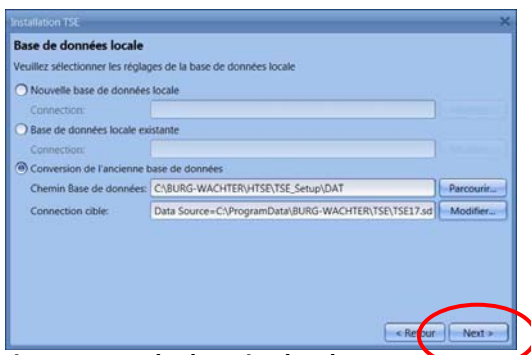 Installation TSE
Base de données locale
Veuillez sélectionner les réglages de la base de données locale
Nouvelle base de données locale
Connection:
Base de données locale existante
Connection:
Conversion de l'ancienne base de données
Chemin Base de données: C:\BURG-WACHTER\HTSE\TSE_Setup\DAT Parcourir...
Connection cible: Data Source=C:\ProgramData\BURG-WACHTER\TSE\TSE17.sd Modifier...
< Retour Next >